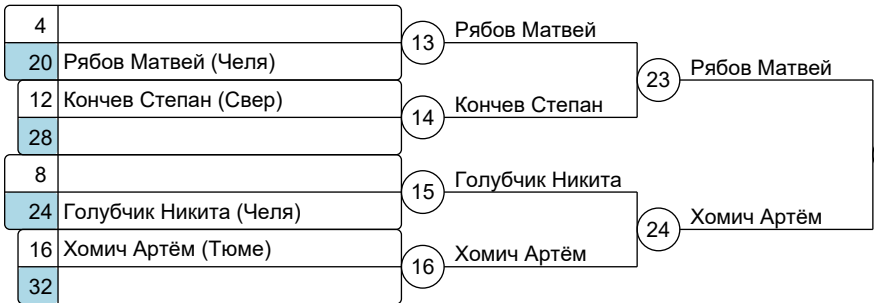 4
20 Рябов Матвей (Челя)
12 Кончев Степан (Свер)
28
8
24 Голубчик Никита (Челя)
16 Хомич Артём (Тюме)
32
13 Рябов Матвей
14 Кончев Степан
15 Голубчик Никита
16 Хомич Артём
23 Рябов Матвей
24 Хомич Артём